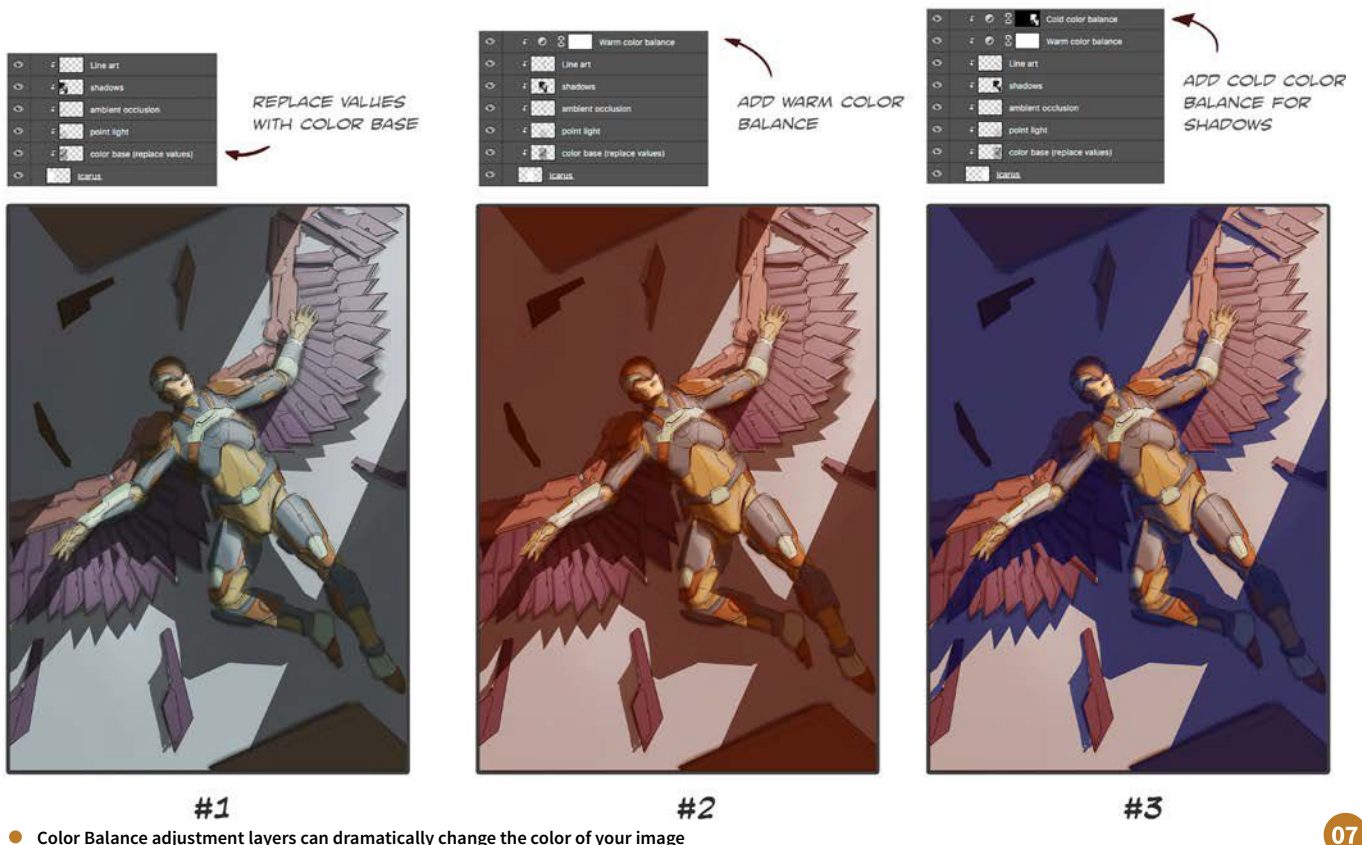 Line art
shadows
ambient occlusion
point light
color base (replace values)
Icarus
REPLACE VALUES
WITH COLOR BASE
Warm color balance
Line art
shadows
ambient occlusion
point light
color base (replace values)
Icarus
ADD WARM COLOR
BALANCE
Cold color balance
Warm color balance
Line art
shadows
ambient occlusion
point light
color base (replace values)
Icarus
ADD COLD COLOR
BALANCE FOR
SHADOWS
#1
#2
#3
Color Balance adjustment layers can dramatically change the color of your image
07